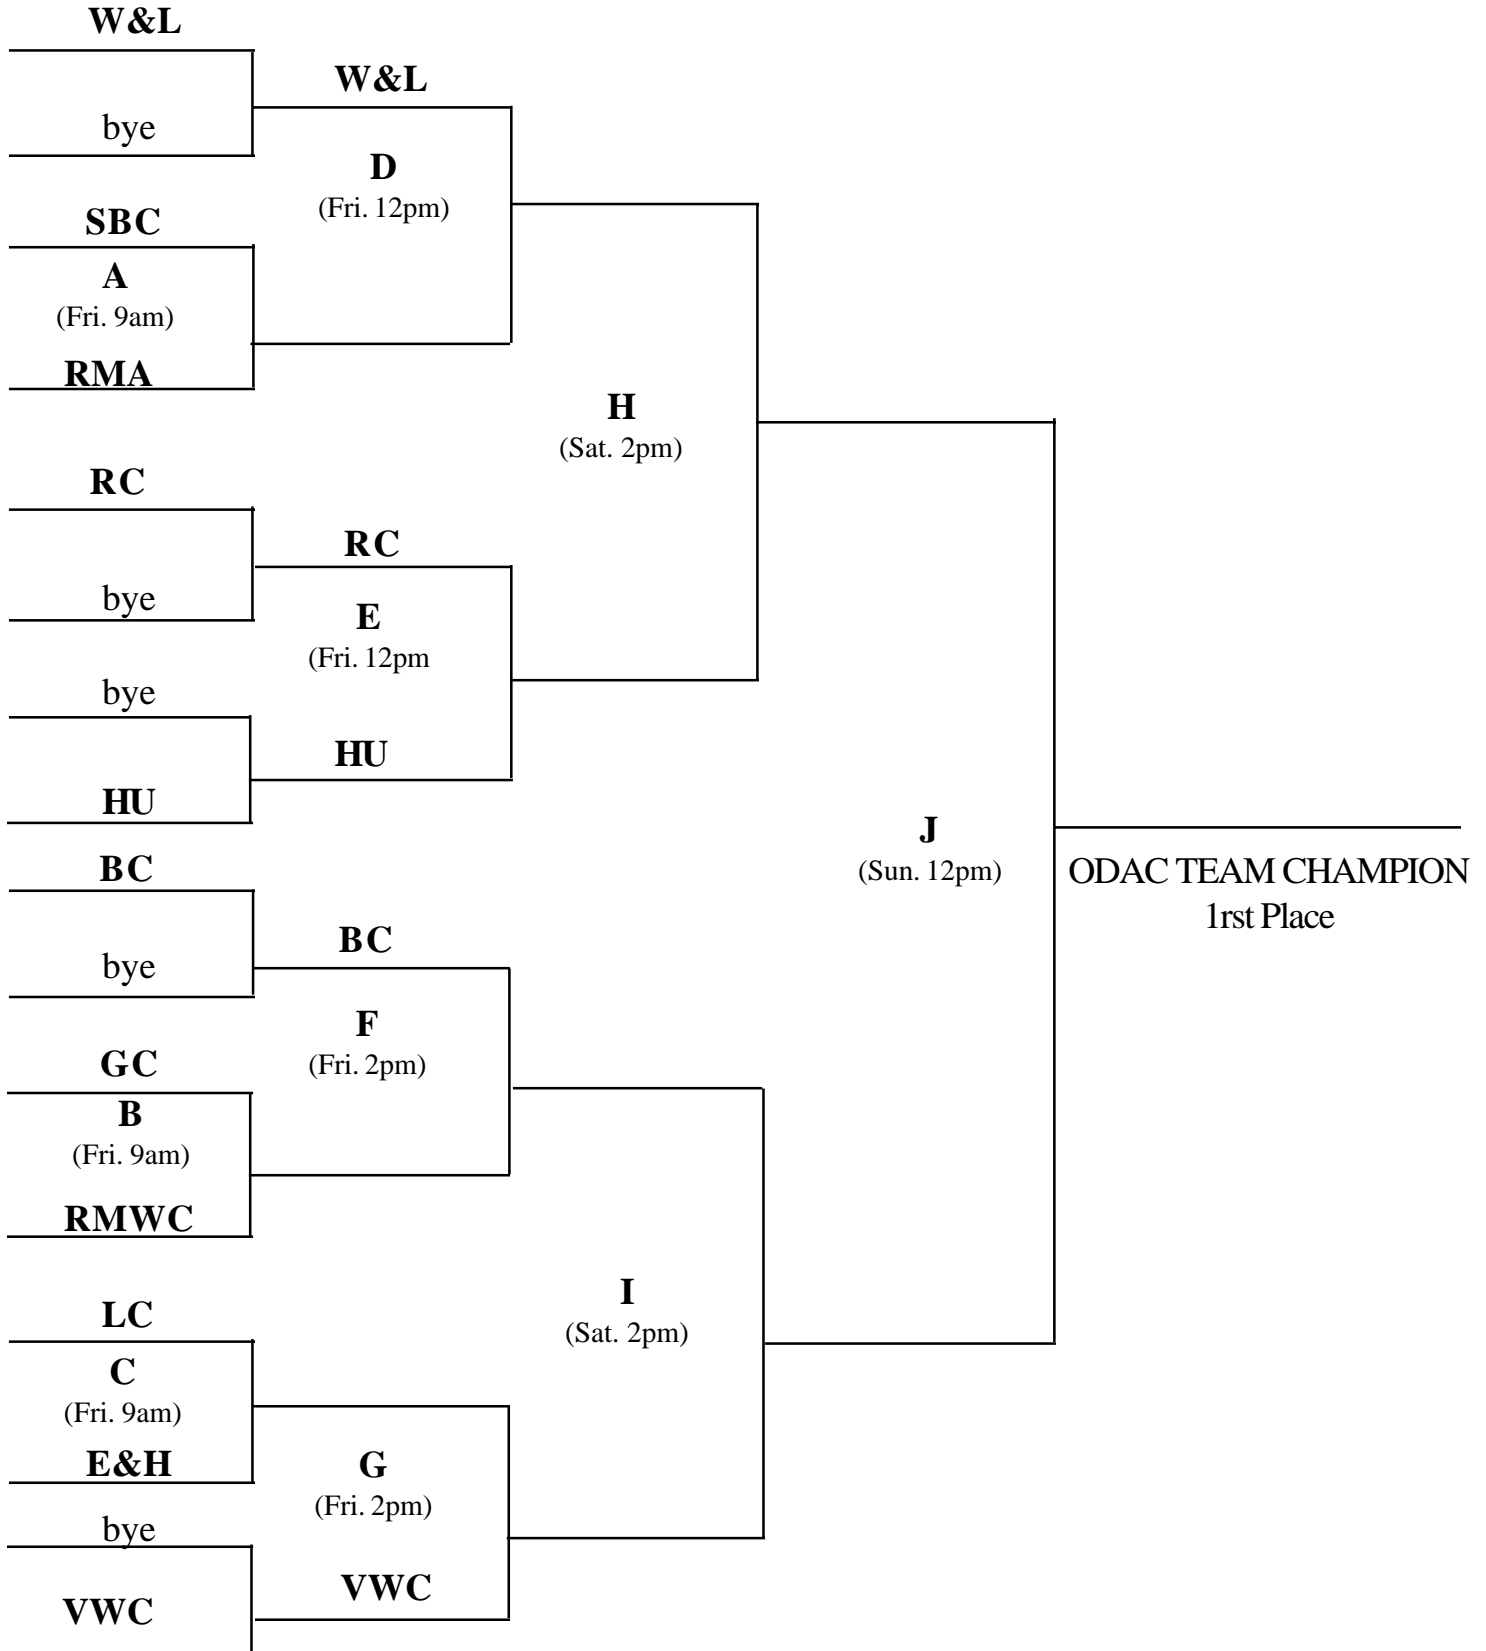 W&L
bye
SBC
A
(Fri. 9am)
RMA
RC
bye
bye
HU
BC
bye
GC
B
(Fri. 9am)
RMWC
LC
C
(Fri. 9am)
E&H
bye
VWC
W&L
D
(Fri. 12pm)
RC
E
(Fri. 12pm
HU
BC
F
(Fri. 2pm)
G
(Fri. 2pm)
VWC
H
(Sat. 2pm)
I
(Sat. 2pm)
J
(Sun. 12pm)
ODAC TEAM CHAMPION
1rst Place